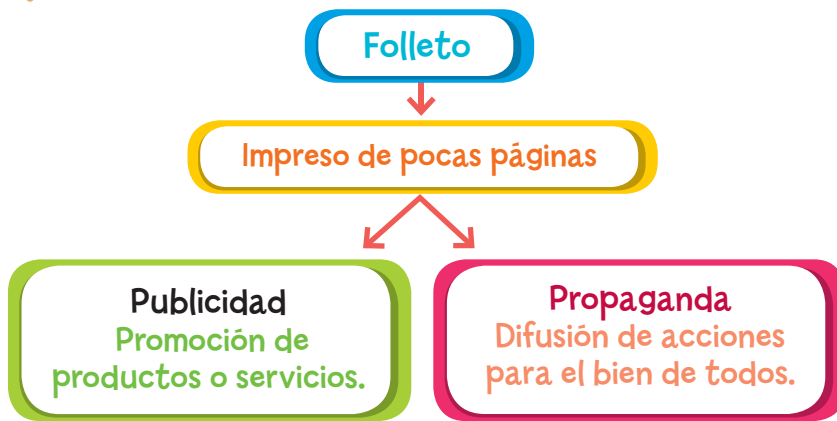 Folleto
Impreso de pocas páginas
Publicidad
Promoción de
productos o servicios.
Propaganda
Difusión de acciones
para el bien de todos.